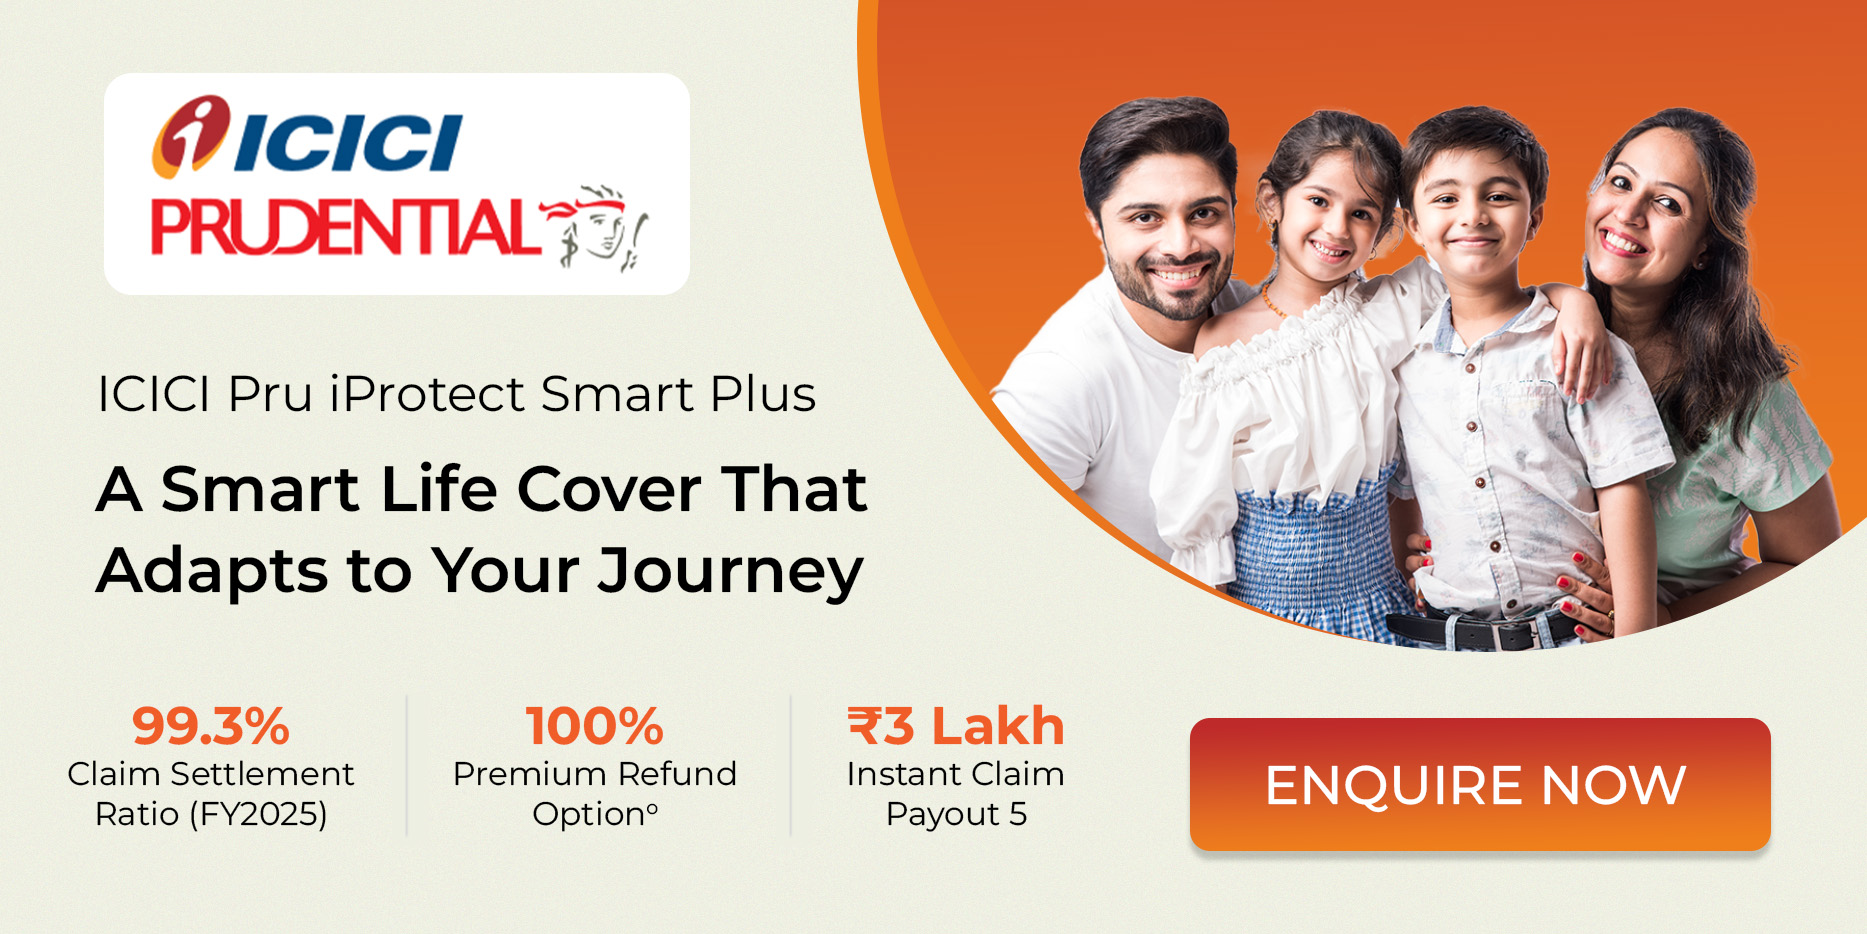 ICICI
PRUDENTIAL
ICICI Pru iProtect Smart Plus
A Smart Life Cover That
Adapts to Your Journey
99.3%
Claim Settlement
Ratio (FY2025)
100%
Premium Refund
Option°
₹3 Lakh
Instant Claim
Payout 5
ENQUIRE NOW